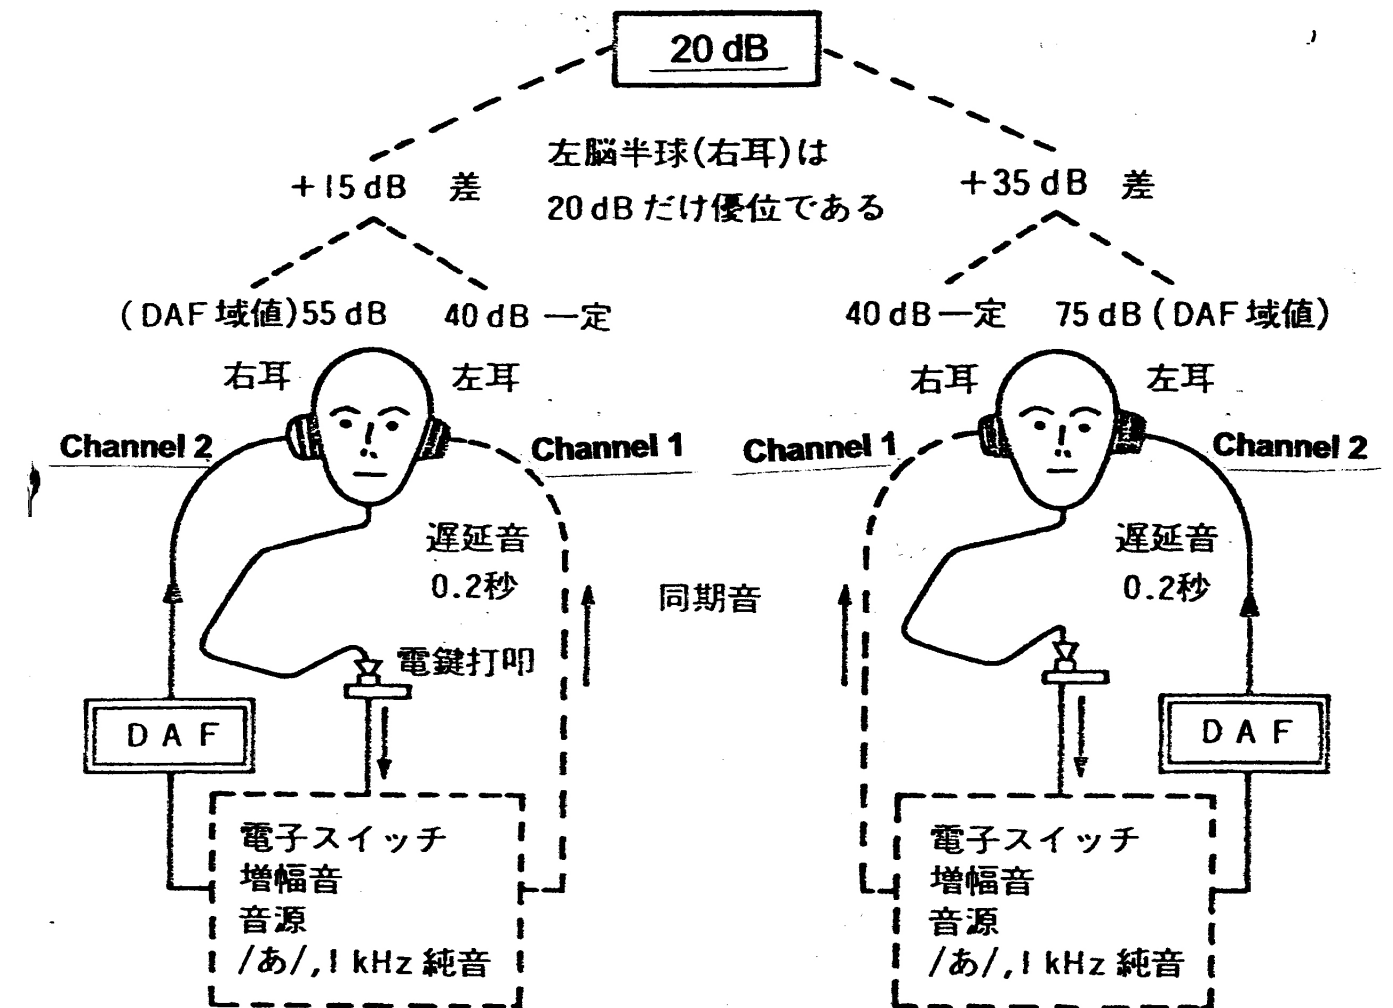 20 dB
左脳半球(右耳)は
20 dB だけ優位である
+15 dB 差
+35 dB 差
(DAF 域値)55 dB
40 dB 一定
40 dB 一定
75 dB (DAF 域値)
右耳
左耳
右耳
左耳
Channel 2
Channel 1
Channel 1
Channel 2
遅延音
0.2秒
遅延音
0.2秒
同期音
電鍵打叩
DAF
DAF
電子スイッチ
増幅音
音源
/あ/, 1 kHz 純音
電子スイッチ
増幅音
音源
/あ/, 1 kHz 純音